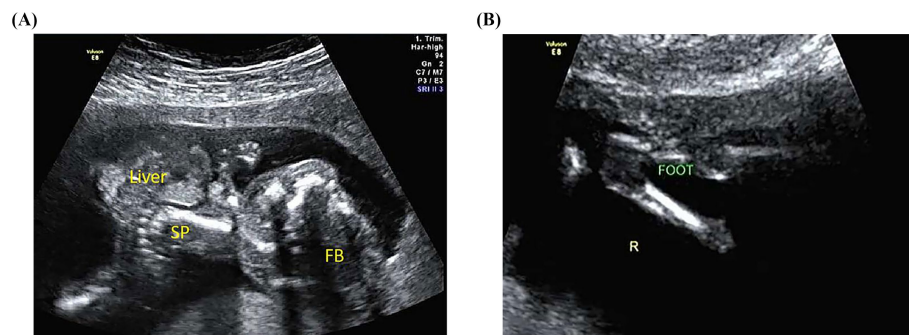 (A)
Voluson
E8
1. Trim.
Har-high
94
Gn 2
C7 / M7
P3 / E3
SRI II 3
Liver
SP
FB
(B)
Voluson
E8
FOOT
R